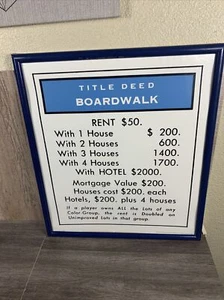 TITLE DEED
BOARDWALK
RENT $50.
With 1 House $ 200.
With 2 Houses 600.
With 3 Houses 1400.
With 4 Houses 1700.
With HOTEL $2000.
Mortgage Value $200.
Houses cost $200. each
Hotels, $200. plus 4 houses
If a player owns ALL the Lots of any
Color-Group, the rent is Doubled on
Unimproved Lots in that group.